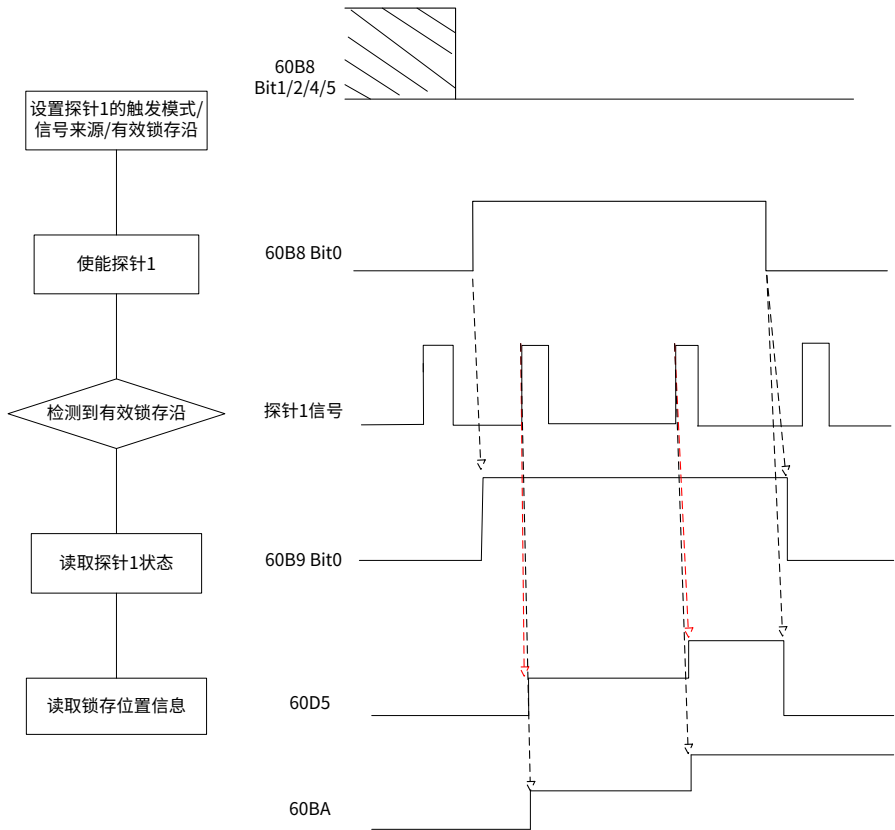 设置探针1的触发模式/
信号来源/有效锁存沿
使能探针1
检测到有效锁存沿
读取探针1状态
读取锁存位置信息
60B8
Bit1/2/4/5
60B8 Bit0
探针1信号
60B9 Bit0
60D5
60BA